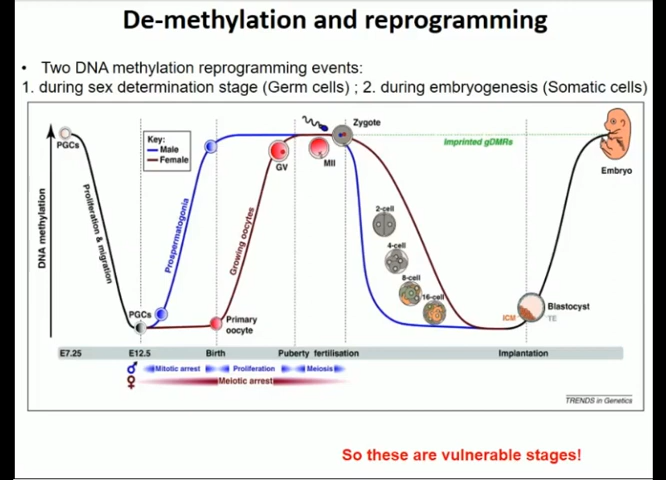 De-methylation and reprogramming
• Two DNA methylation reprogramming events:
1. during sex determination stage (Germ cells) ; 2. during embryogenesis (Somatic cells)
DNA methylation
PGCs
Key:
Male
Female
Proliferation & migration
Prospermatogonia
Growing oocytes
GV
MII
Zygote
Imprinted gDMRs
Embryo
2-cell
4-cell
8-cell
16-cell
PGCs
Primary
oocyte
ICM
TE
Blastocyst
E7.25 E12.5 Birth Puberty fertilisation Implantation
♂ Mitotic arrest Proliferation Meiosis
♀ Meiotic arrest
TRENDS in Genetics
So these are vulnerable stages!